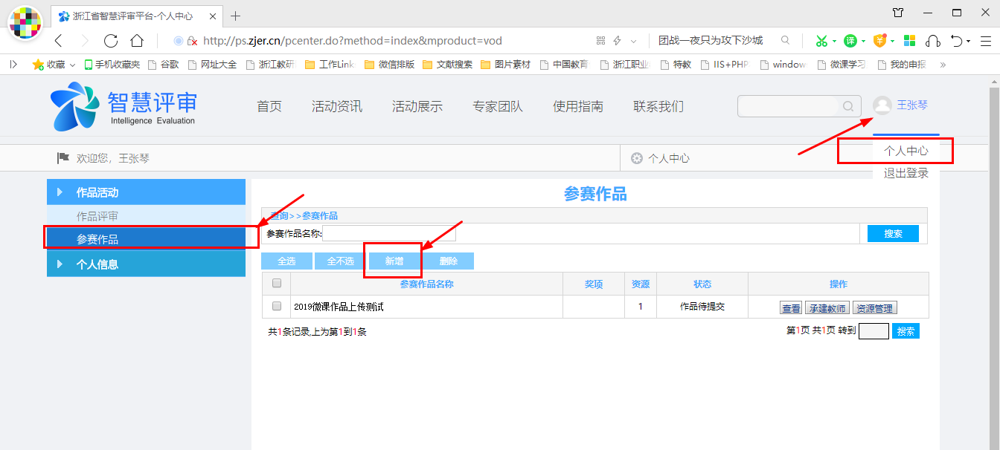 浙江省智慧评审平台-个人中心
http://ps.zjer.cn/pcenter.do?method=index&mproduct=vod
团战一夜只为攻下沙城
译
收藏 手机收藏夹 谷歌 网址大全 浙江教研 工作Link 微信排版 文献搜索 图片素材 中国教育 浙江职业 特教 IIS+PHP window 微课学习 我的申报 »
智慧评审
Intelligence Evaluation
首页 活动资讯 活动展示 专家团队 使用指南 联系我们
王张琴
个人中心
退出登录
欢迎您，王张琴
个人中心
作品活动
作品评审
参赛作品
个人信息
参赛作品
查询>>参赛作品
参赛作品名称:
搜索
全选 全不选 新增 删除
参赛作品名称 奖项 资源 状态 操作
2019微课作品上传测试 1 作品待提交 查看 承建教师 资源管理
共1条记录,上为第1到1条
第1页 共1页 转到 搜索